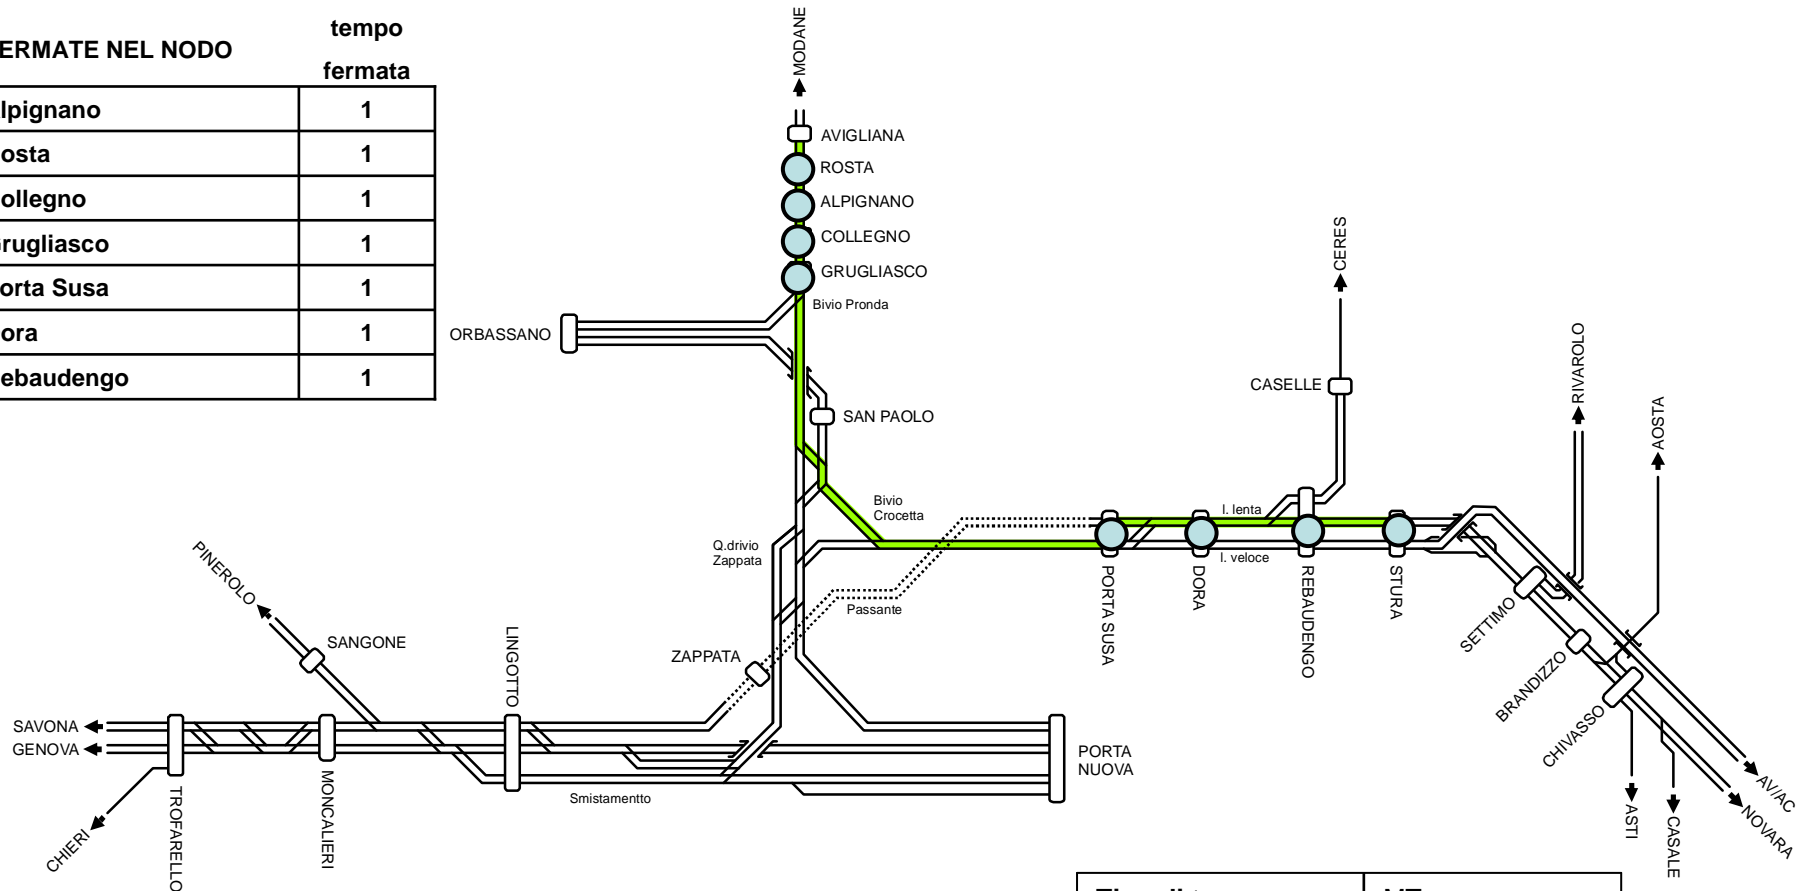 ERMATE NEL NODO
tempo
fermata
lpignano 1
osta 1
ollegno 1
rugliasco 1
orta Susa 1
ora 1
ebaudengo 1
MODANE
AVIGLIANA
ROSTA
ALPIGNANO
COLLEGNO
GRUGLIASCO
Bivio Pronda
ORBASSANO
SAN PAOLO
CERES
CASELLE
RIVAROLO
AOSTA
Bivio
Crocetta
l. lenta
l. veloce
Q.drivio
Zappata
Passante
PORTA SUSA
DORA
REBAUDENGO
STURA
SETTIMO
BRANDIZZO
CHIVASSO
PINEROLO
SANGONE
LINGOTTO
ZAPPATA
SAVONA
GENOVA
PORTA
NUOVA
Smistamentto
CHIERI
TROFARELLO
MONCALIERI
ASTI
CASALE
NOVARA
AV/AC